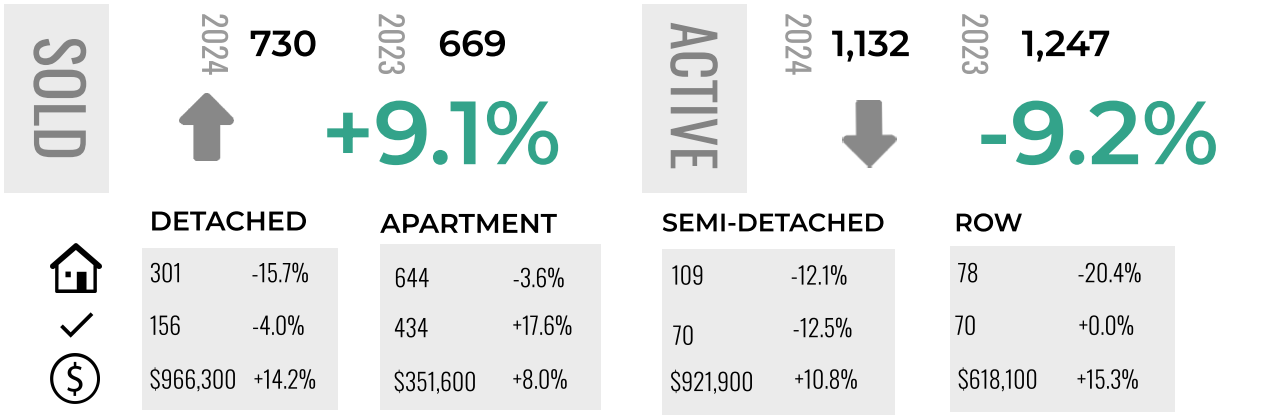 SOLD
2024 730 2023 669
+9.1%
ACTIVE
2024 1,132 2023 1,247
-9.2%
DETACHED
301 -15.7%
156 -4.0%
$966,300 +14.2%
APARTMENT
644 -3.6%
434 +17.6%
$351,600 +8.0%
SEMI-DETACHED
109 -12.1%
70 -12.5%
$921,900 +10.8%
ROW
78 -20.4%
70 +0.0%
$618,100 +15.3%
$